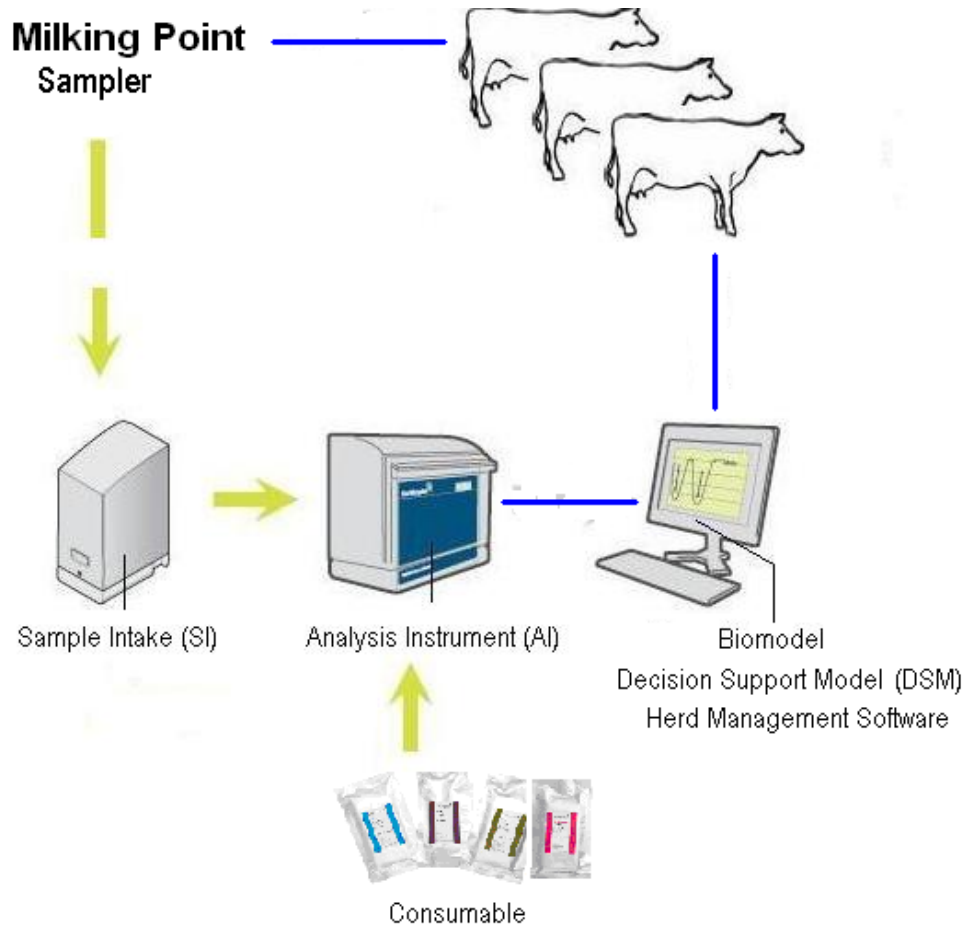 Milking Point
Sampler
Sample Intake (SI)
Analysis Instrument (AI)
Biomodel
Decision Support Model (DSM)
Herd Management Software
Consumable